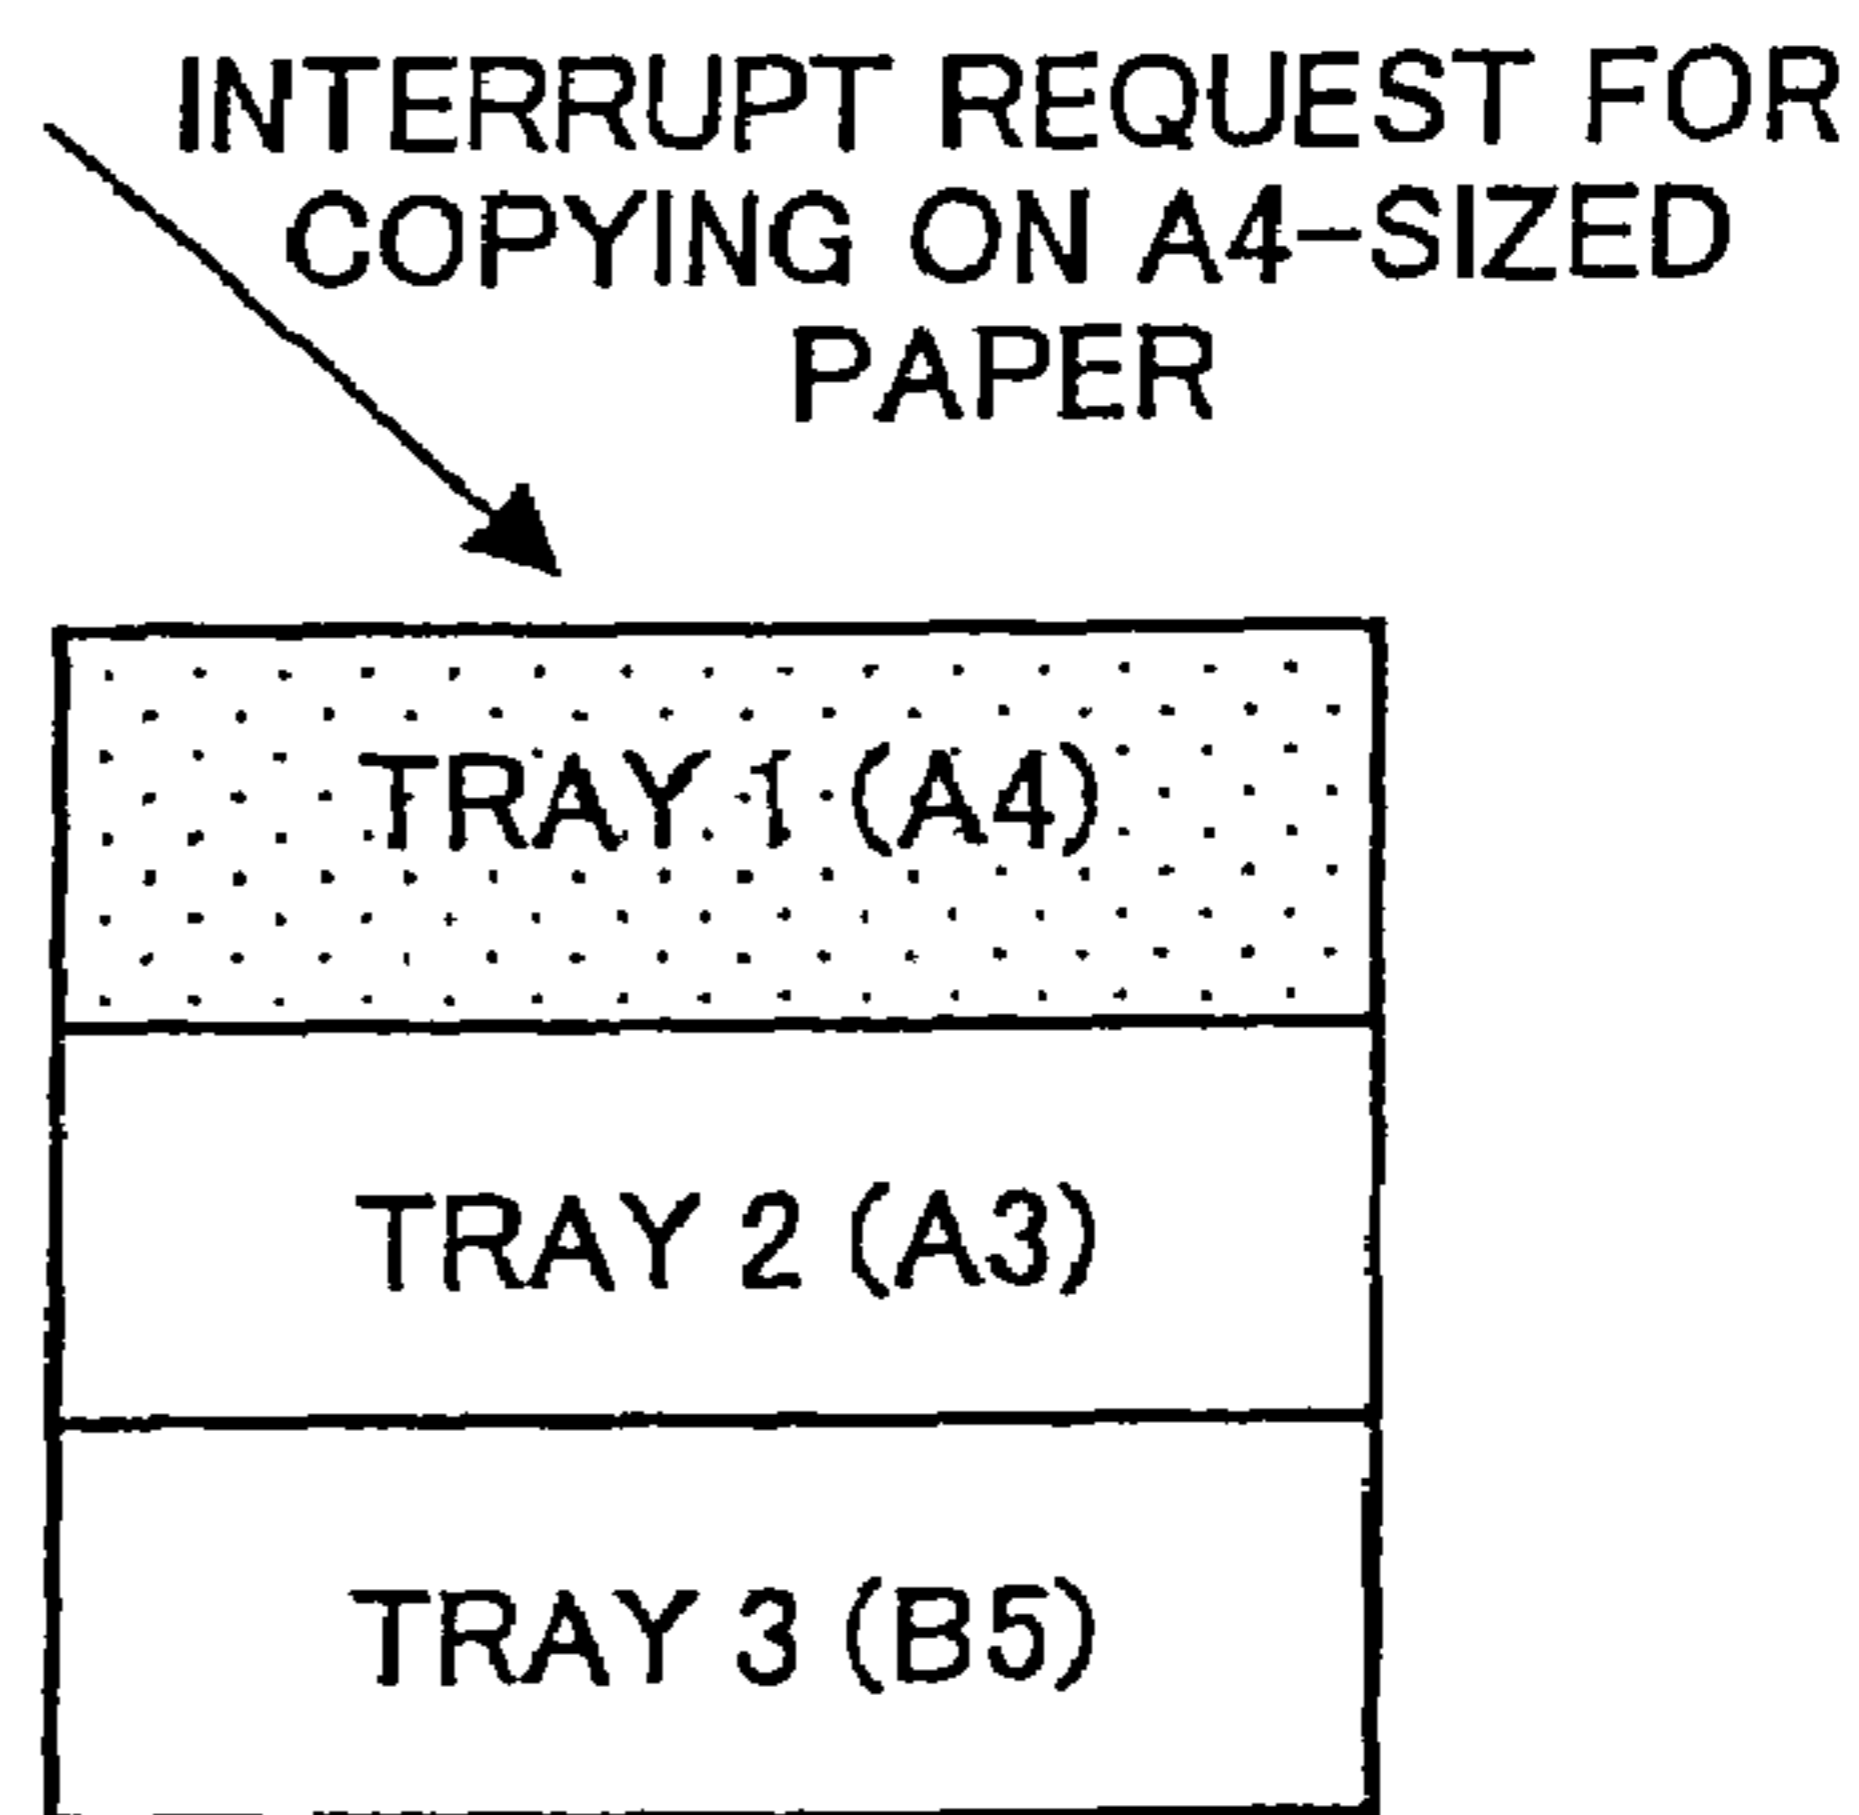 INTERRUPT REQUEST FOR
COPYING ON A4-SIZED
PAPER
TRAY 1 (A4)
TRAY 2 (A3)
TRAY 3 (B5)